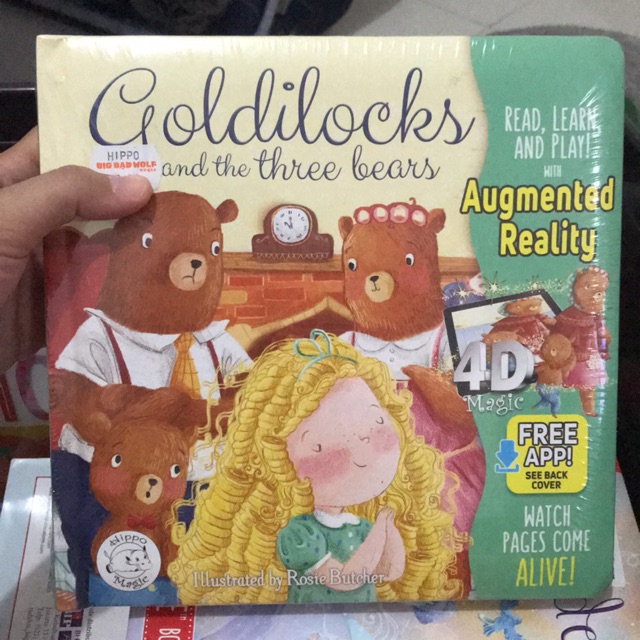 Goldilocks
and the three bears
HIPPO
BIG BAD WOLF
READ, LEARN
AND PLAY!
WITH
Augmented
Reality
4D
Magic
FREE
APP!
SEE BACK
COVER
WATCH
PAGES COME
ALIVE!
Hippo
Magic
Illustrated by Rosie Butcher